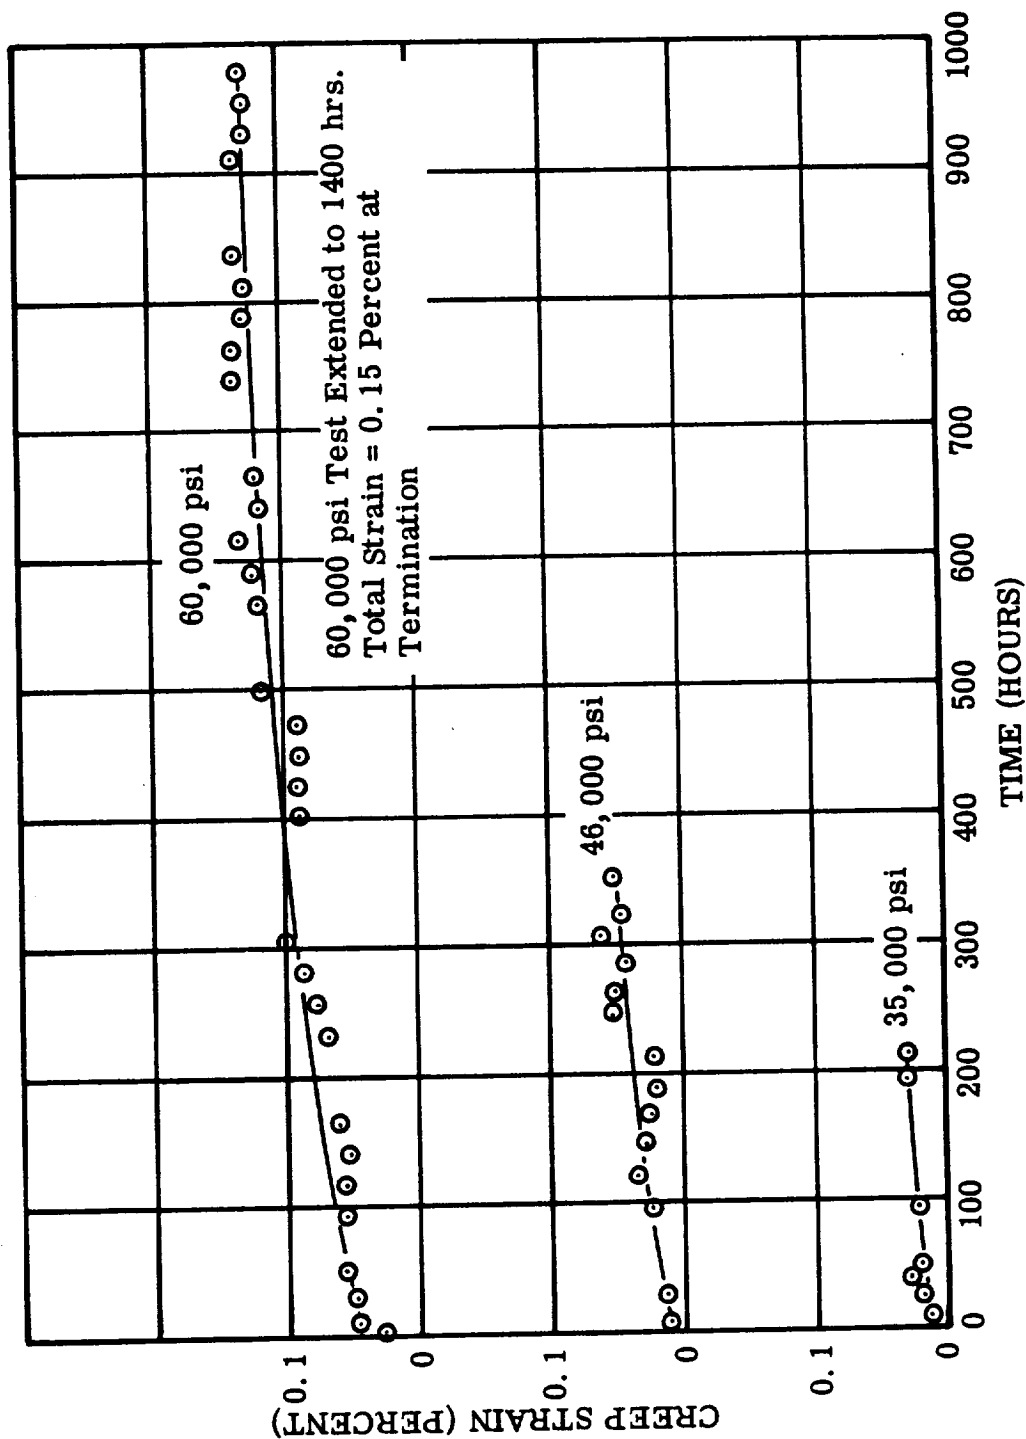 60,000 psi
60,000 psi Test Extended to 1400 hrs.
Total Strain = 0.15 Percent at
Termination
46,000 psi
35,000 psi
CREEP STRAIN (PERCENT)
0.1
0
0.1
0
0.1
0
0
100
200
300
400
500
600
700
800
900
1000
TIME (HOURS)